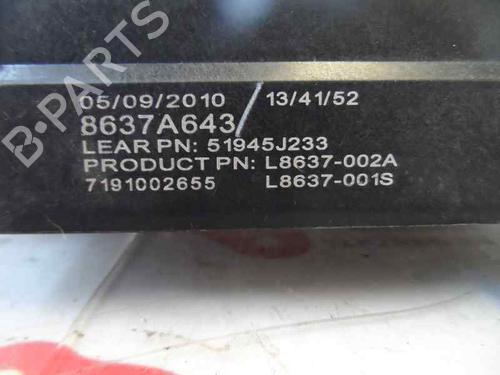 05/09/2010 13/41/52
8637A643
LEAR PN: 51945J233
PRODUCT PN: L8637-002A
7191002655 L8637-001S
B-PARTS